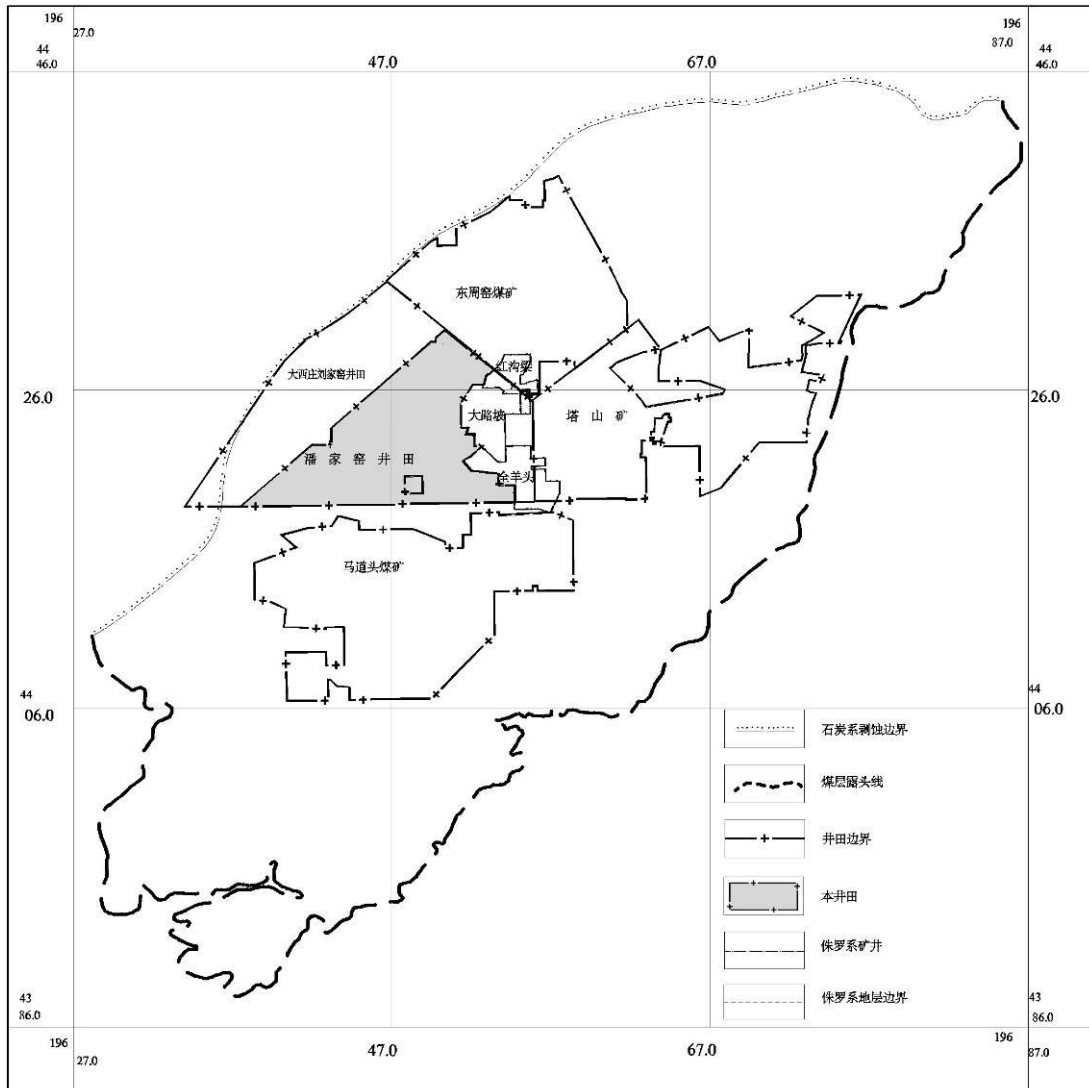 196
27.0
196
87.0
44
46.0
47.0
67.0
44
46.0
东周窑煤矿
大西庄刘家窑井田
红沟梁
26.0
26.0
大路坡
塔山矿
潘家窑井田
全羊头
马道头煤矿
44
06.0
44
06.0
石炭系剥蚀边界
煤层露头线
井田边界
本井田
侏罗系矿井
侏罗系地层边界
43
86.0
43
86.0
196
27.0
47.0
67.0
196
87.0